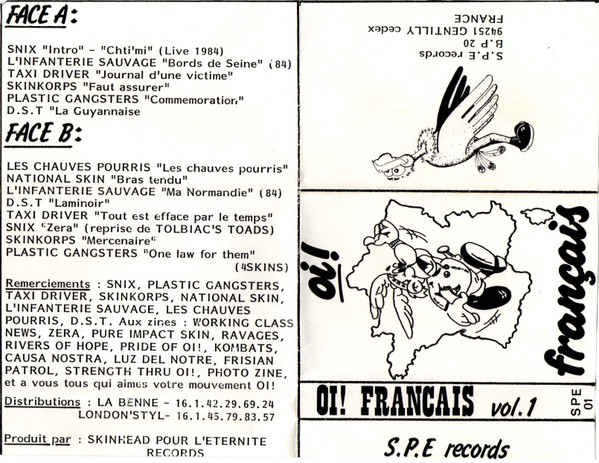 FACE A:
SNIX "Intro" - "Chti'mi" (Live 1984)
L'INFANTERIE SAUVAGE "Bords de Seine" (84)
TAXI DRIVER "Journal d'une victime"
SKINKORPS "Faut assurer"
PLASTIC GANGSTERS "Commemoration"
D.S.T "La Guyannaise
FACE B:
LES CHAUVES POURRIS "Les chauves pourris"
NATIONAL SKIN "Bras tendu"
L'INFANTERIE SAUVAGE "Ma Normandie" (84)
D.S.T "Laminoir"
TAXI DRIVER "Tout est efface par le temps"
SNIX "Zera" (reprise de TOLBIAC'S TOADS)
SKINKORPS "Mercenaire"
PLASTIC GANGSTERS "One law for them"
(4SKINS)
Remerciements : SNIX, PLASTIC GANGSTERS,
TAXI DRIVER, SKINKORPS, NATIONAL SKIN,
L'INFANTERIE SAUVAGE, LES CHAUVES
POURRIS, D.S.T. Aux zines : WORKING CLASS
NEWS, ZERA, PURE IMPACT SKIN, RAVAGES,
RIVERS OF HOPE, PRIDE OF OI!, KOMBATS,
CAUSA NOSTRA, LUZ DEL NOTRE, FRISIAN
PATROL, STRENGTH THRU OI!, PHOTO ZINE,
et a vous tous qui aimes votre mouvement OI!
Distributions : LA BENNE - 16.1.42.29.69.24
LONDON'STYL- 16.1.45.79.83.57
Produit par : SKINHEAD POUR L'ETERNITE
RECORDS
S.P.E records
B.P 20
94251 GENTILLY cedex
FRANCE
oi!
français
OI! FRANCAIS vol.1
SPE
01
S.P.E records